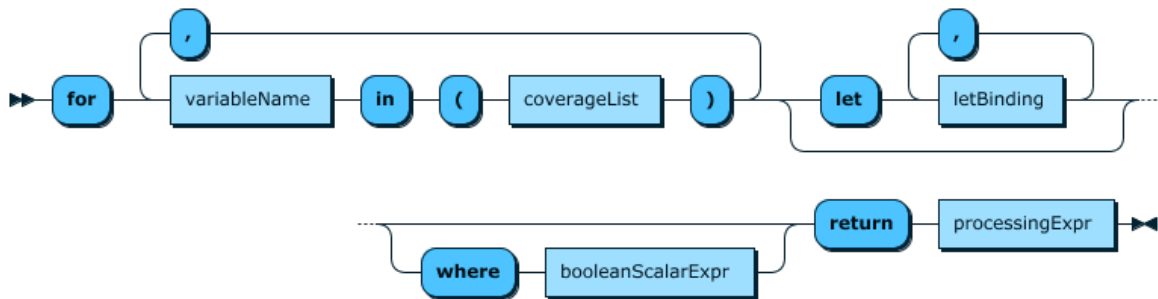 , ,
for variableName in ( coverageList ) let letBinding
return processingExpr
where booleanScalarExpr